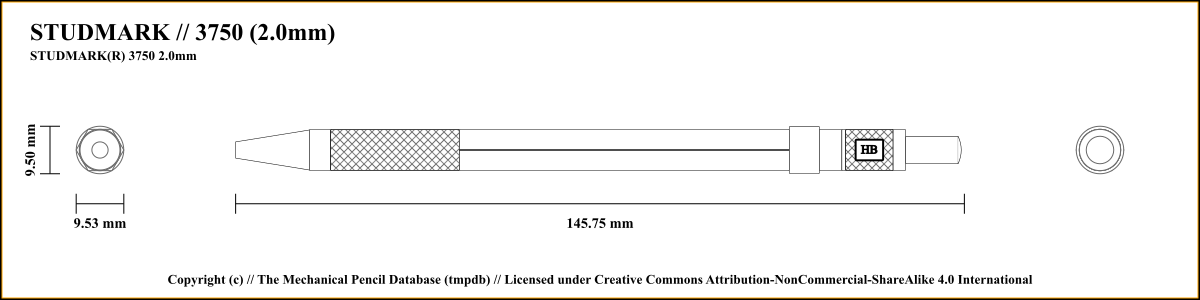 STUDMARK // 3750 (2.0mm)
STUDMARK(R) 3750 2.0mm
9.50 mm
HB
9.53 mm
145.75 mm
Copyright (c) // The Mechanical Pencil Database (tmpdb) // Licensed under Creative Commons Attribution-NonCommercial-ShareAlike 4.0 International